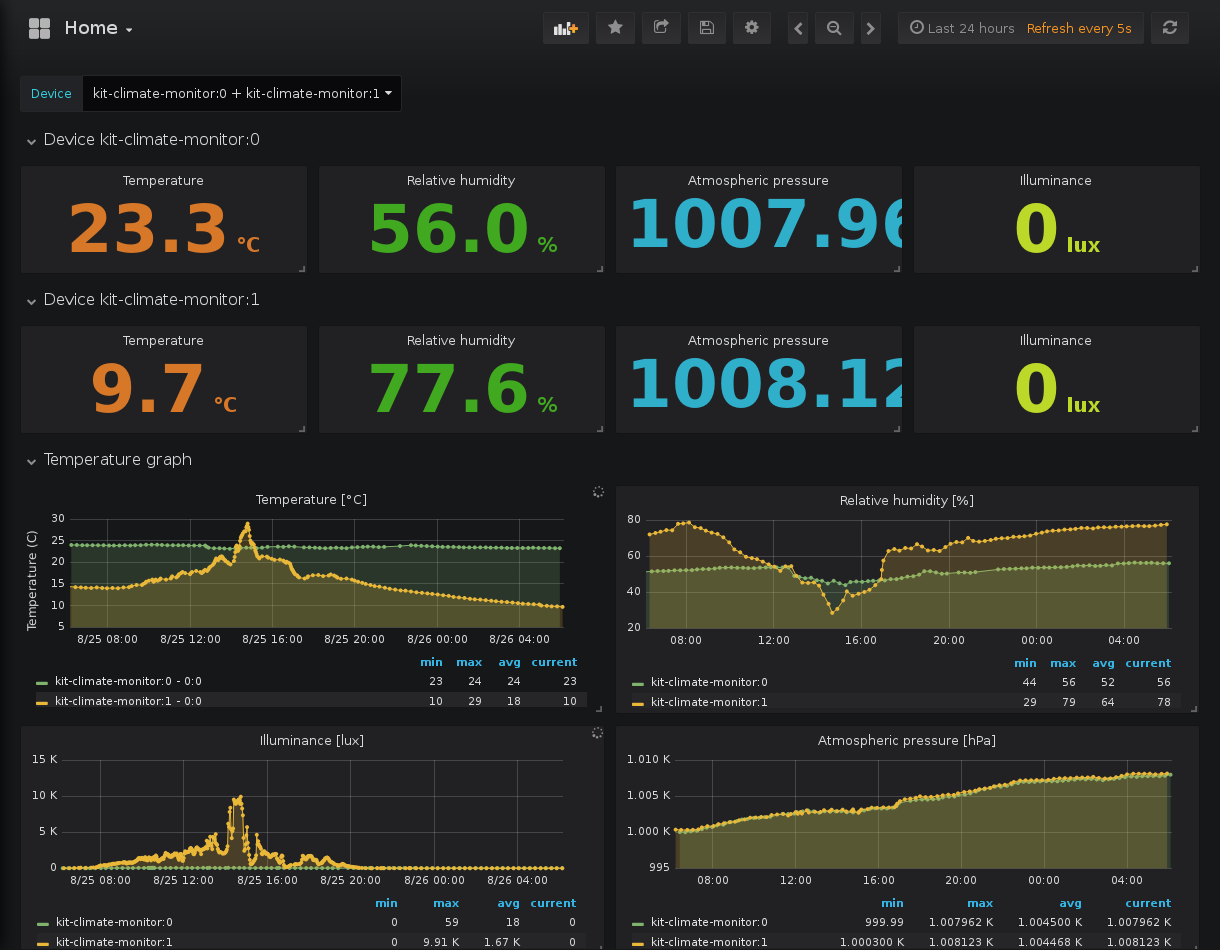 Home
Last 24 hours Refresh every 5s
Device kit-climate-monitor:0 + kit-climate-monitor:1
Device kit-climate-monitor:0
Temperature Relative humidity Atmospheric pressure Illuminance
23.3 °C 56.0 % 1007.96 0 lux
Device kit-climate-monitor:1
Temperature Relative humidity Atmospheric pressure Illuminance
9.7 °C 77.6 % 1008.12 0 lux
Temperature graph
Temperature [°C]
Temperature (C)
30
25
20
15
10
5
8/25 08:00 8/25 12:00 8/25 16:00 8/25 20:00 8/26 00:00 8/26 04:00
min max avg current
kit-climate-monitor:0 - 0:0 23 24 24 23
kit-climate-monitor:1 - 0:0 10 29 18 10
Relative humidity [%]
80
60
40
20
08:00 12:00 16:00 20:00 00:00 04:00
min max avg current
kit-climate-monitor:0 44 56 52 56
kit-climate-monitor:1 29 79 64 78
Illuminance [lux]
15 K
10 K
5 K
0
8/25 08:00 8/25 12:00 8/25 16:00 8/25 20:00 8/26 00:00 8/26 04:00
min max avg current
kit-climate-monitor:0 0 59 18 0
kit-climate-monitor:1 0 9.91 K 1.67 K 0
Atmospheric pressure [hPa]
1.010 K
1.005 K
1.000 K
995
08:00 12:00 16:00 20:00 00:00 04:00
min max avg current
kit-climate-monitor:0 999.99 1.007962 K 1.004500 K 1.007962 K
kit-climate-monitor:1 1.000300 K 1.008123 K 1.004468 K 1.008123 K